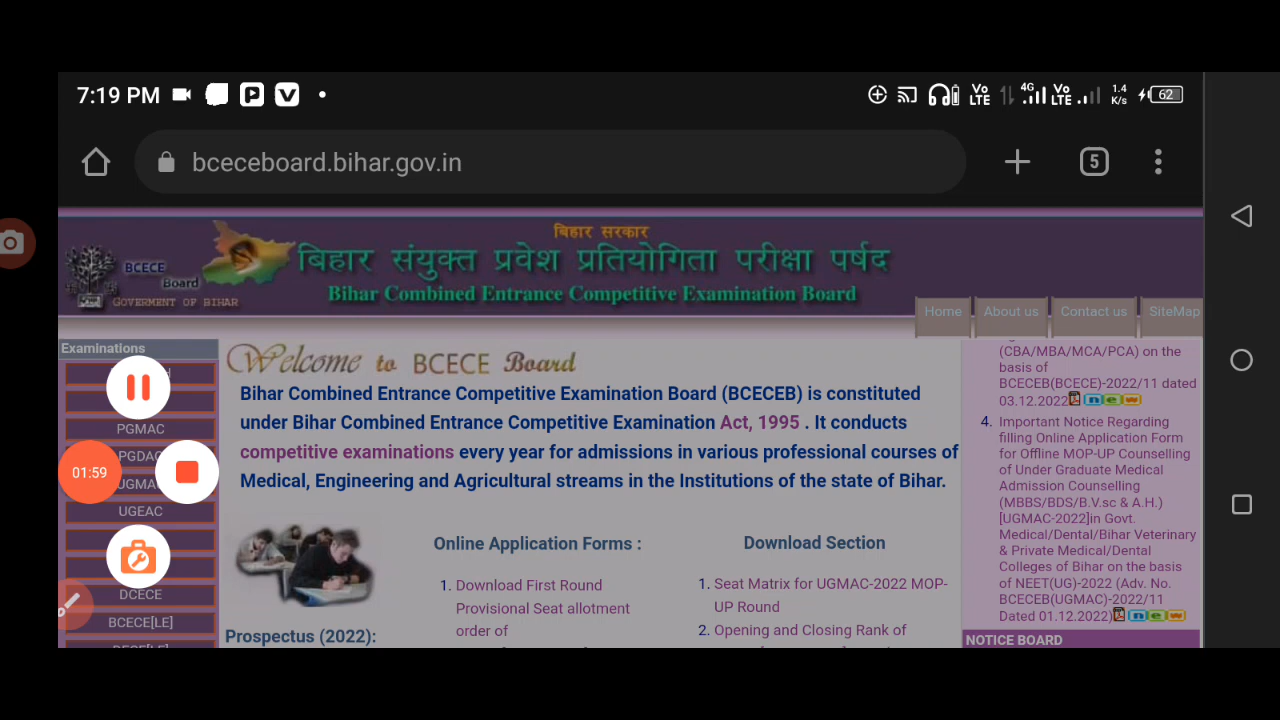 7:19 PM
Vo LTE 4G Vo LTE 1.4 K/s 62
bceceboard.bihar.gov.in
5
बिहार सरकार
बिहार संयुक्त प्रवेश प्रतियोगिता परीक्षा पर्षद
Bihar Combined Entrance Competitive Examination Board
BCECE
Board
GOVERMENT OF BIHAR
Home
About us
Contact us
SiteMap
Examinations
PGMAC
PGDAC
UGMA
UGEAC
DCECE
BCECE[LE]
01:59
Welcome to BCECE Board
Bihar Combined Entrance Competitive Examination Board (BCECEB) is constituted
under Bihar Combined Entrance Competitive Examination Act, 1995 . It conducts
competitive examinations every year for admissions in various professional courses of
Medical, Engineering and Agricultural streams in the Institutions of the state of Bihar.
Prospectus (2022):
Online Application Forms :
1. Download First Round
Provisional Seat allotment
order of
Download Section
1. Seat Matrix for UGMAC-2022 MOP-
UP Round
2. Opening and Closing Rank of
(CBA/MBA/MCA/PCA) on the
basis of
BCECEB(BCECE)-2022/11 dated
03.12.2022 new
4. Important Notice Regarding
filling Online Application Form
for Offline MOP-UP Counselling
of Under Graduate Medical
Admission Counselling
(MBBS/BDS/B.V.sc & A.H.)
[UGMAC-2022]in Govt.
Medical/Dental/Bihar Veterinary
& Private Medical/Dental
Colleges of Bihar on the basis
of NEET(UG)-2022 (Adv. No.
BCECEB(UGMAC)-2022/11
Dated 01.12.2022) new
NOTICE BOARD